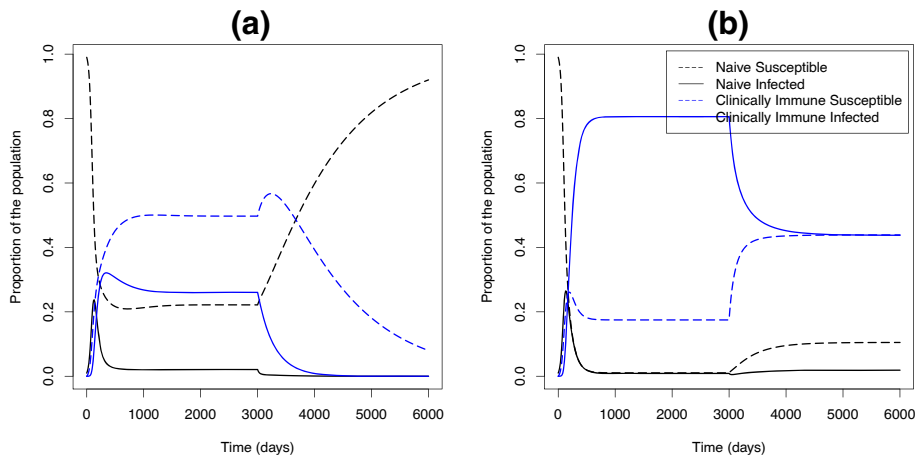 (a)
Proportion of the population
1.0
0.8
0.6
0.4
0.2
0.0
0 1000 2000 3000 4000 5000 6000
Time (days)
(b)
Proportion of the population
1.0
0.8
0.6
0.4
0.2
0.0
Naive Susceptible
Naive Infected
Clinically Immune Susceptible
Clinically Immune Infected
0 1000 2000 3000 4000 5000 6000
Time (days)